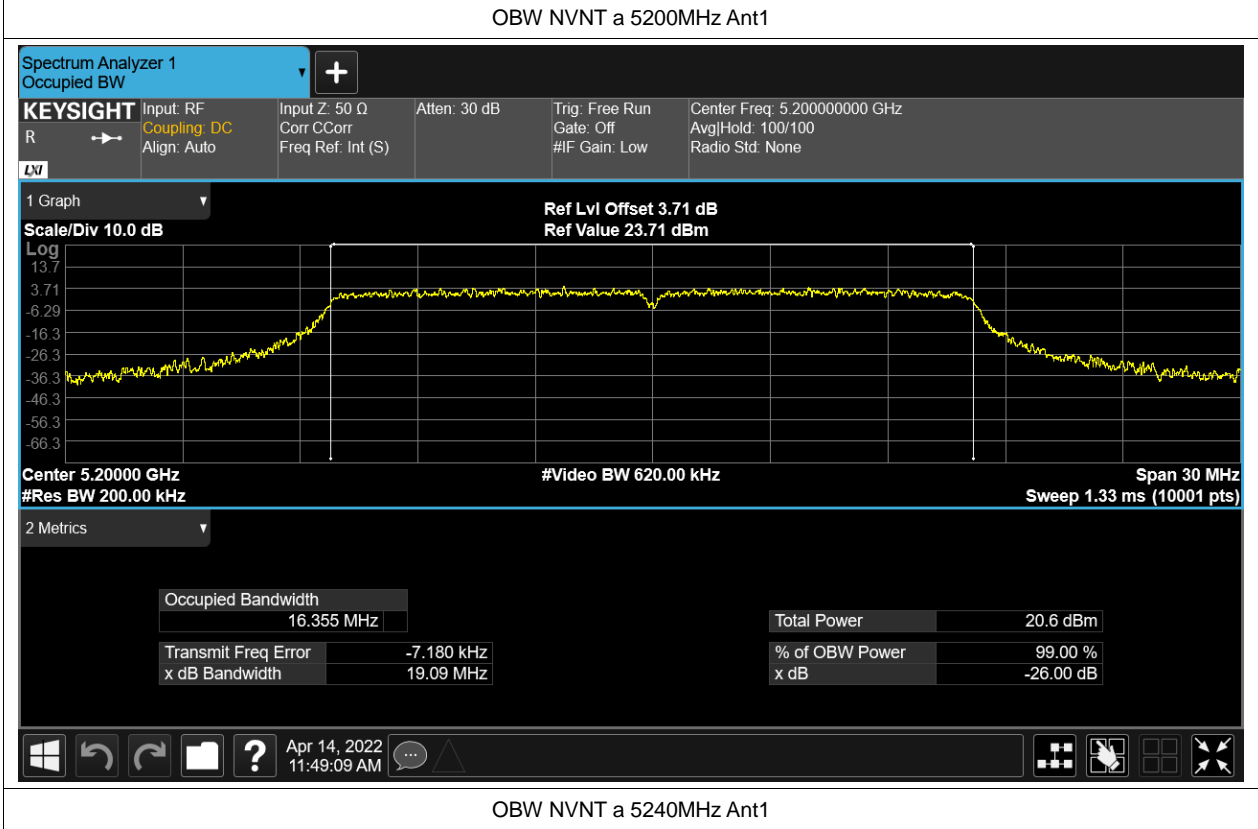 OBW NVNT a 5200MHz Ant1
Spectrum Analyzer 1
Occupied BW
KEYSIGHT Input: RF Input Z: 50 Ω Atten: 30 dB Trig: Free Run Center Freq: 5.200000000 GHz
R Coupling: DC Corr CCorr Gate: Off Avg|Hold: 100/100
Align: Auto Freq Ref: Int (S) #IF Gain: Low Radio Std: None
LXI
1 Graph
Ref Lvl Offset 3.71 dB
Scale/Div 10.0 dB Ref Value 23.71 dBm
Log
13.7
3.71
-6.29
-16.3
-26.3
-36.3
-46.3
-56.3
-66.3
Center 5.20000 GHz #Video BW 620.00 kHz Span 30 MHz
#Res BW 200.00 kHz Sweep 1.33 ms (10001 pts)
2 Metrics
Occupied Bandwidth
16.355 MHz Total Power 20.6 dBm
Transmit Freq Error -7.180 kHz % of OBW Power 99.00 %
x dB Bandwidth 19.09 MHz x dB -26.00 dB
Apr 14, 2022
11:49:09 AM
OBW NVNT a 5240MHz Ant1